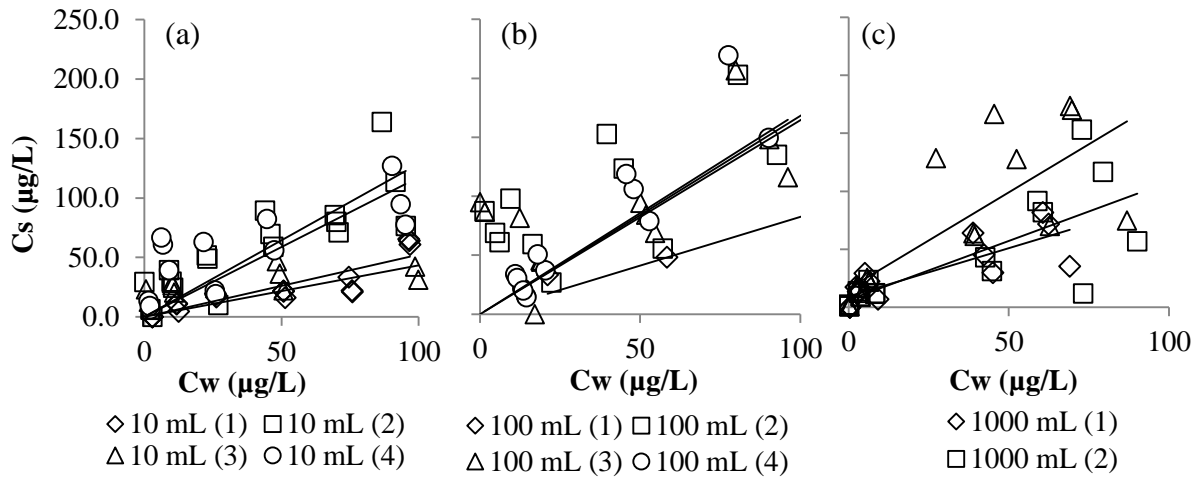 250.0
200.0
150.0
100.0
50.0
0.0
Cs (µg/L)
(a)
(b)
(c)
0 50 100
0 50 100
0 50 100
Cw (µg/L)
Cw (µg/L)
Cw (µg/L)
10 mL (1) 10 mL (2)
10 mL (3) 10 mL (4)
100 mL (1) 100 mL (2)
100 mL (3) 100 mL (4)
1000 mL (1)
1000 mL (2)